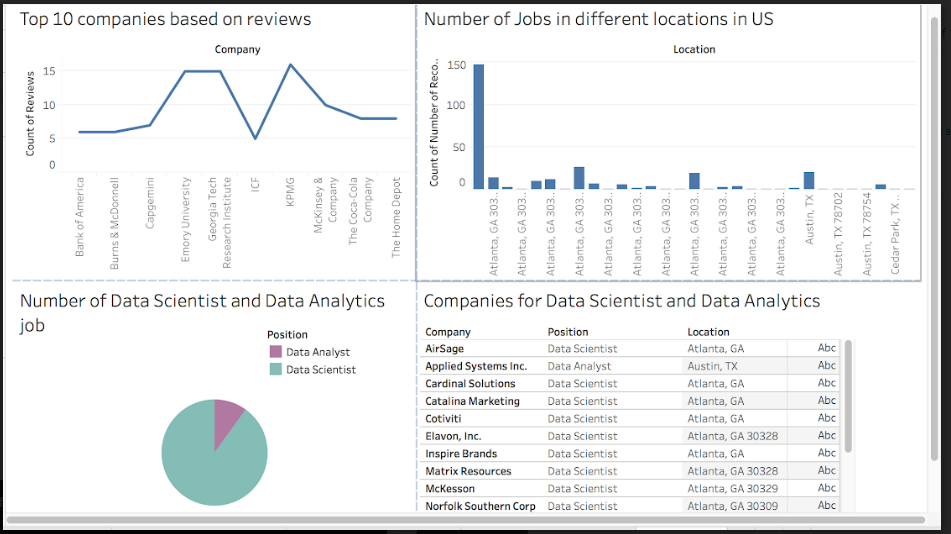 Top 10 companies based on reviews
Company
Count of Reviews
15
10
5
0
Bank of America
Burns & McDonnell
Capgemini
Emory University
Georgia Tech
Research Institute
ICF
KPMG
McKinsey &
Company
The Coca-Cola
Company
The Home Depot
Number of Jobs in different locations in US
Location
Count of Number of Reco..
150
100
50
0
Atlanta, GA 303..
Atlanta, GA 303..
Atlanta, GA 303..
Atlanta, GA 303..
Atlanta, GA 303..
Atlanta, GA 303..
Atlanta, GA 303..
Atlanta, GA 303..
Atlanta, GA 303..
Atlanta, GA 303..
Atlanta, GA 303..
Austin, TX
Austin, TX 78702
Austin, TX 78754
Cedar Park, TX ..
Number of Data Scientist and Data Analytics
job
Position
Data Analyst
Data Scientist
Companies for Data Scientist and Data Analytics
Company Position Location
AirSage Data Scientist Atlanta, GA Abc
Applied Systems Inc. Data Analyst Austin, TX Abc
Cardinal Solutions Data Scientist Atlanta, GA Abc
Catalina Marketing Data Scientist Atlanta, GA Abc
Cotiviti Data Scientist Atlanta, GA Abc
Elavon, Inc. Data Scientist Atlanta, GA 30328 Abc
Inspire Brands Data Scientist Atlanta, GA Abc
Matrix Resources Data Scientist Atlanta, GA 30328 Abc
McKesson Data Scientist Atlanta, GA 30329 Abc
Norfolk Southern Corp Data Scientist Atlanta, GA 30309 Abc